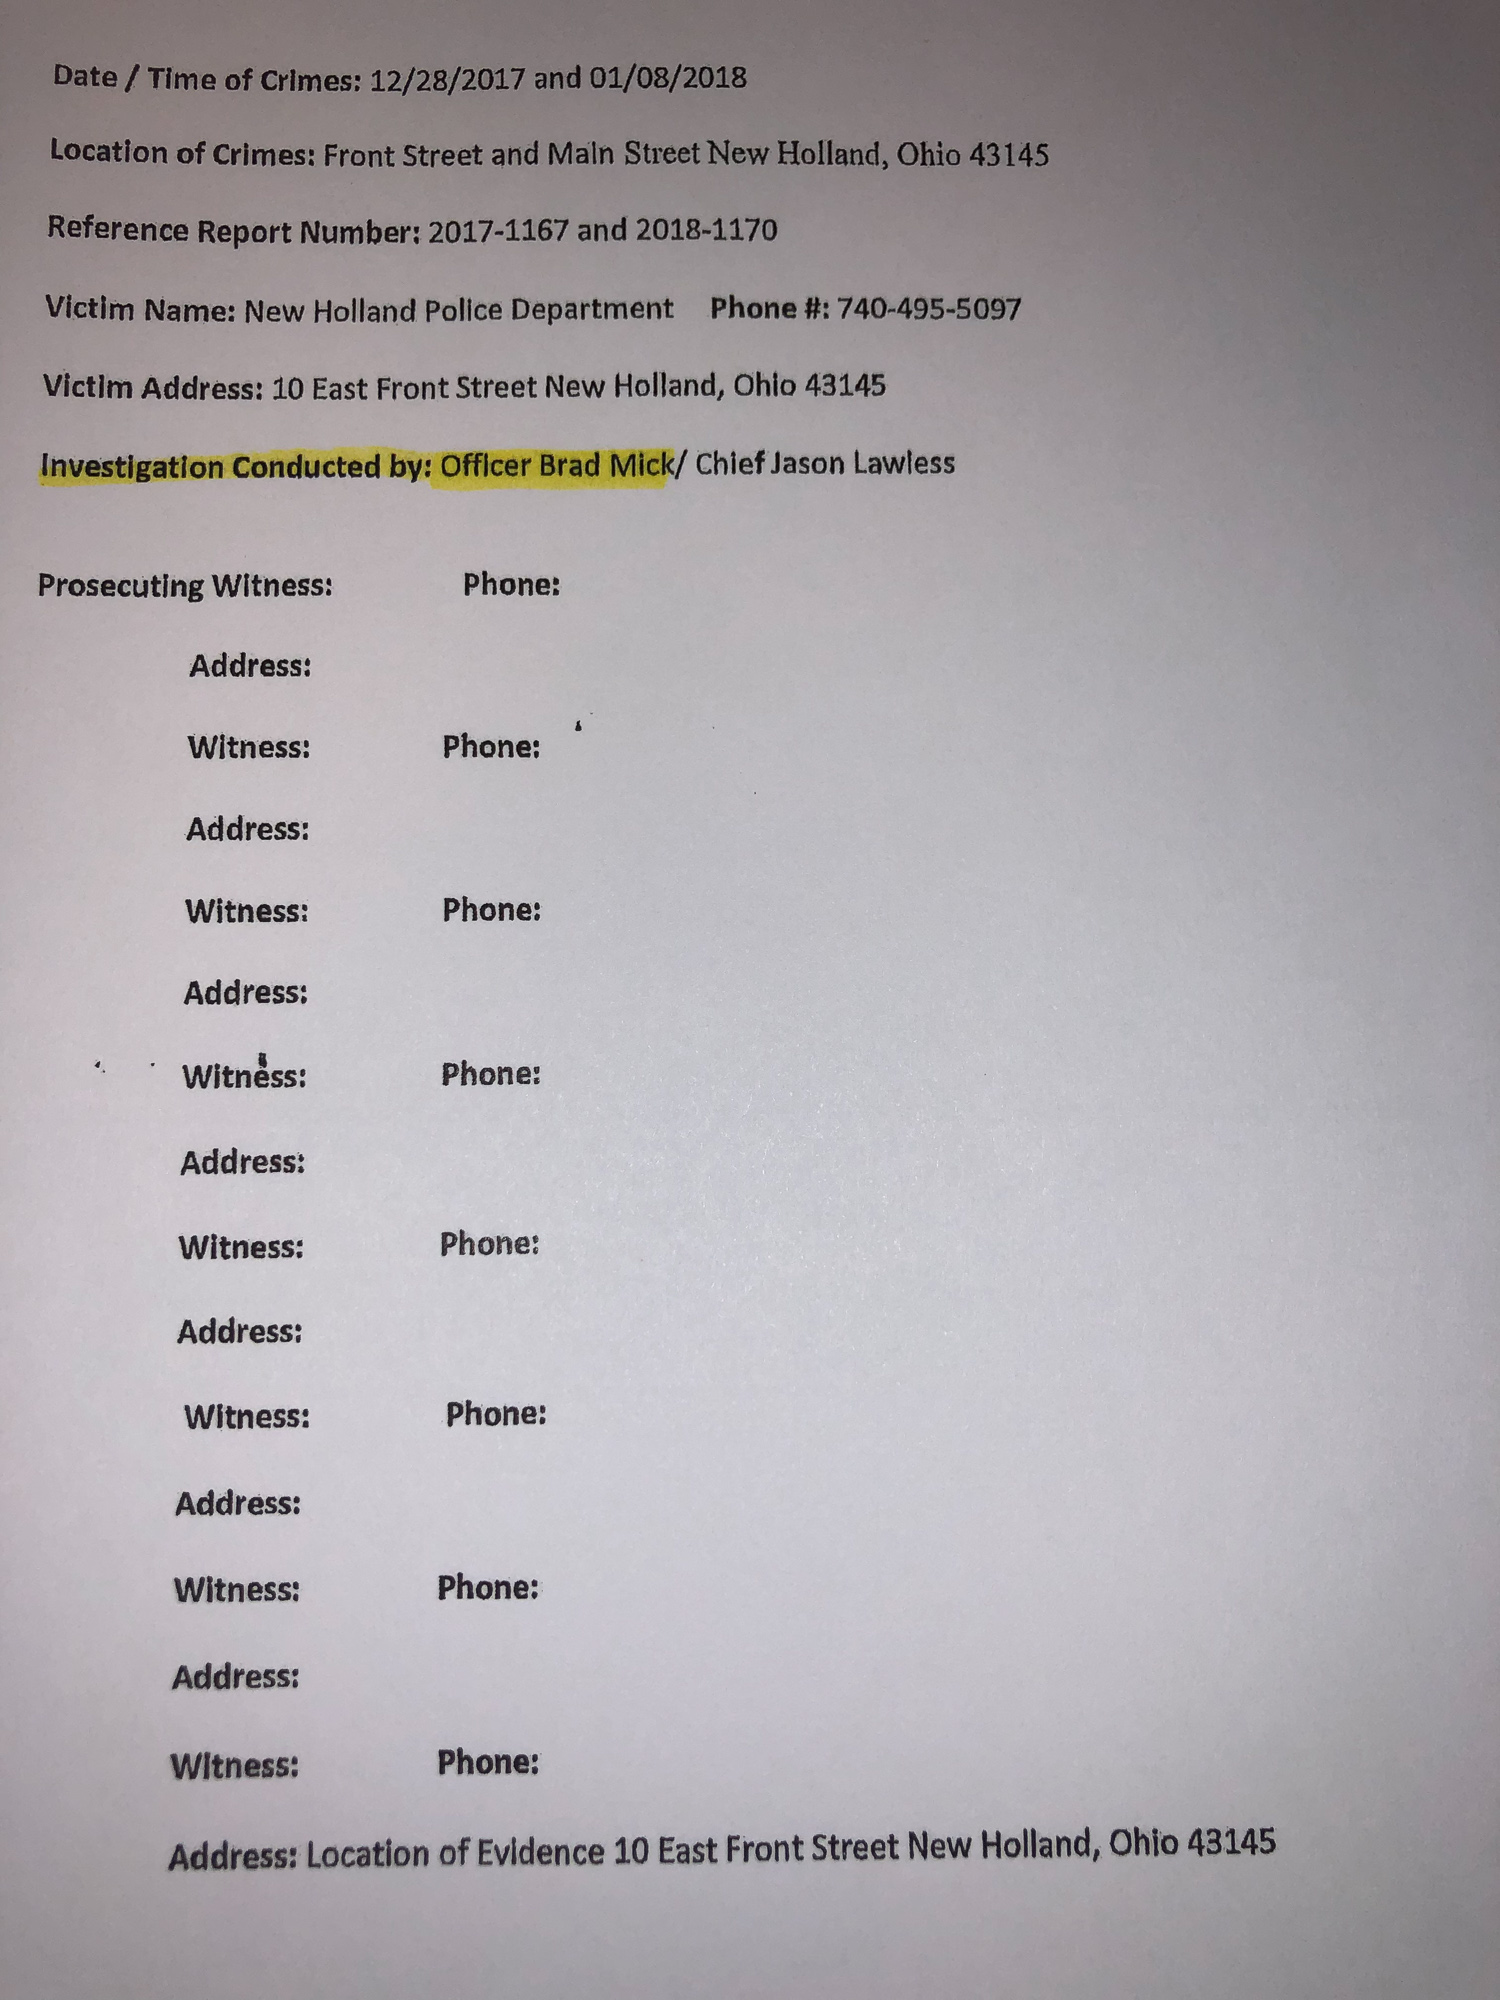 Date / Time of Crimes: 12/28/2017 and 01/08/2018
Location of Crimes: Front Street and Main Street New Holland, Ohio 43145
Reference Report Number: 2017-1167 and 2018-1170
Victim Name: New Holland Police Department Phone #: 740-495-5097
Victim Address: 10 East Front Street New Holland, Ohio 43145
Investigation Conducted by: Officer Brad Mick/ Chief Jason Lawless
Prosecuting Witness: Phone:
Address:
Witness: Phone:
Address:
Witness: Phone:
Address:
Witness: Phone:
Address:
Witness: Phone:
Address:
Witness: Phone:
Address:
Witness: Phone:
Address:
Witness: Phone:
Address: Location of Evidence 10 East Front Street New Holland, Ohio 43145